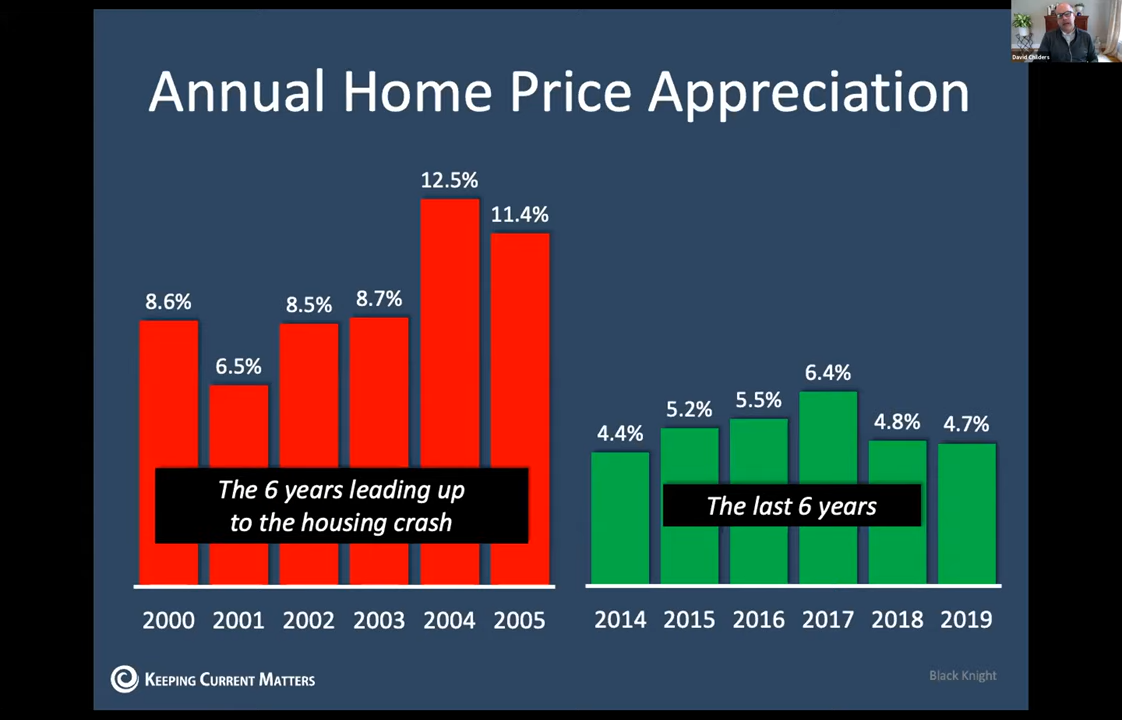 David Childers
Annual Home Price Appreciation
12.5%
11.4%
8.6%
8.5%
8.7%
6.5%
6.4%
5.5%
5.2%
4.8%
4.7%
4.4%
The 6 years leading up
to the housing crash
The last 6 years
2000 2001 2002 2003 2004 2005
2014 2015 2016 2017 2018 2019
KEEPING CURRENT MATTERS
Black Knight